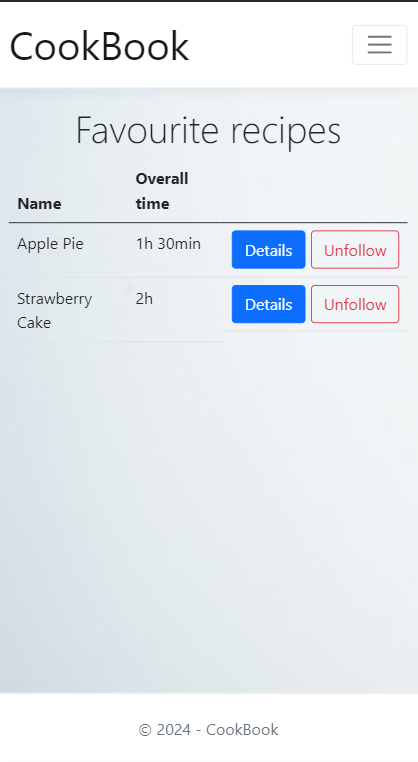 CookBook
Favourite recipes
Name
Overall
time
Apple Pie
1h 30min
Details
Unfollow
Strawberry
Cake
2h
Details
Unfollow
© 2024 - CookBook